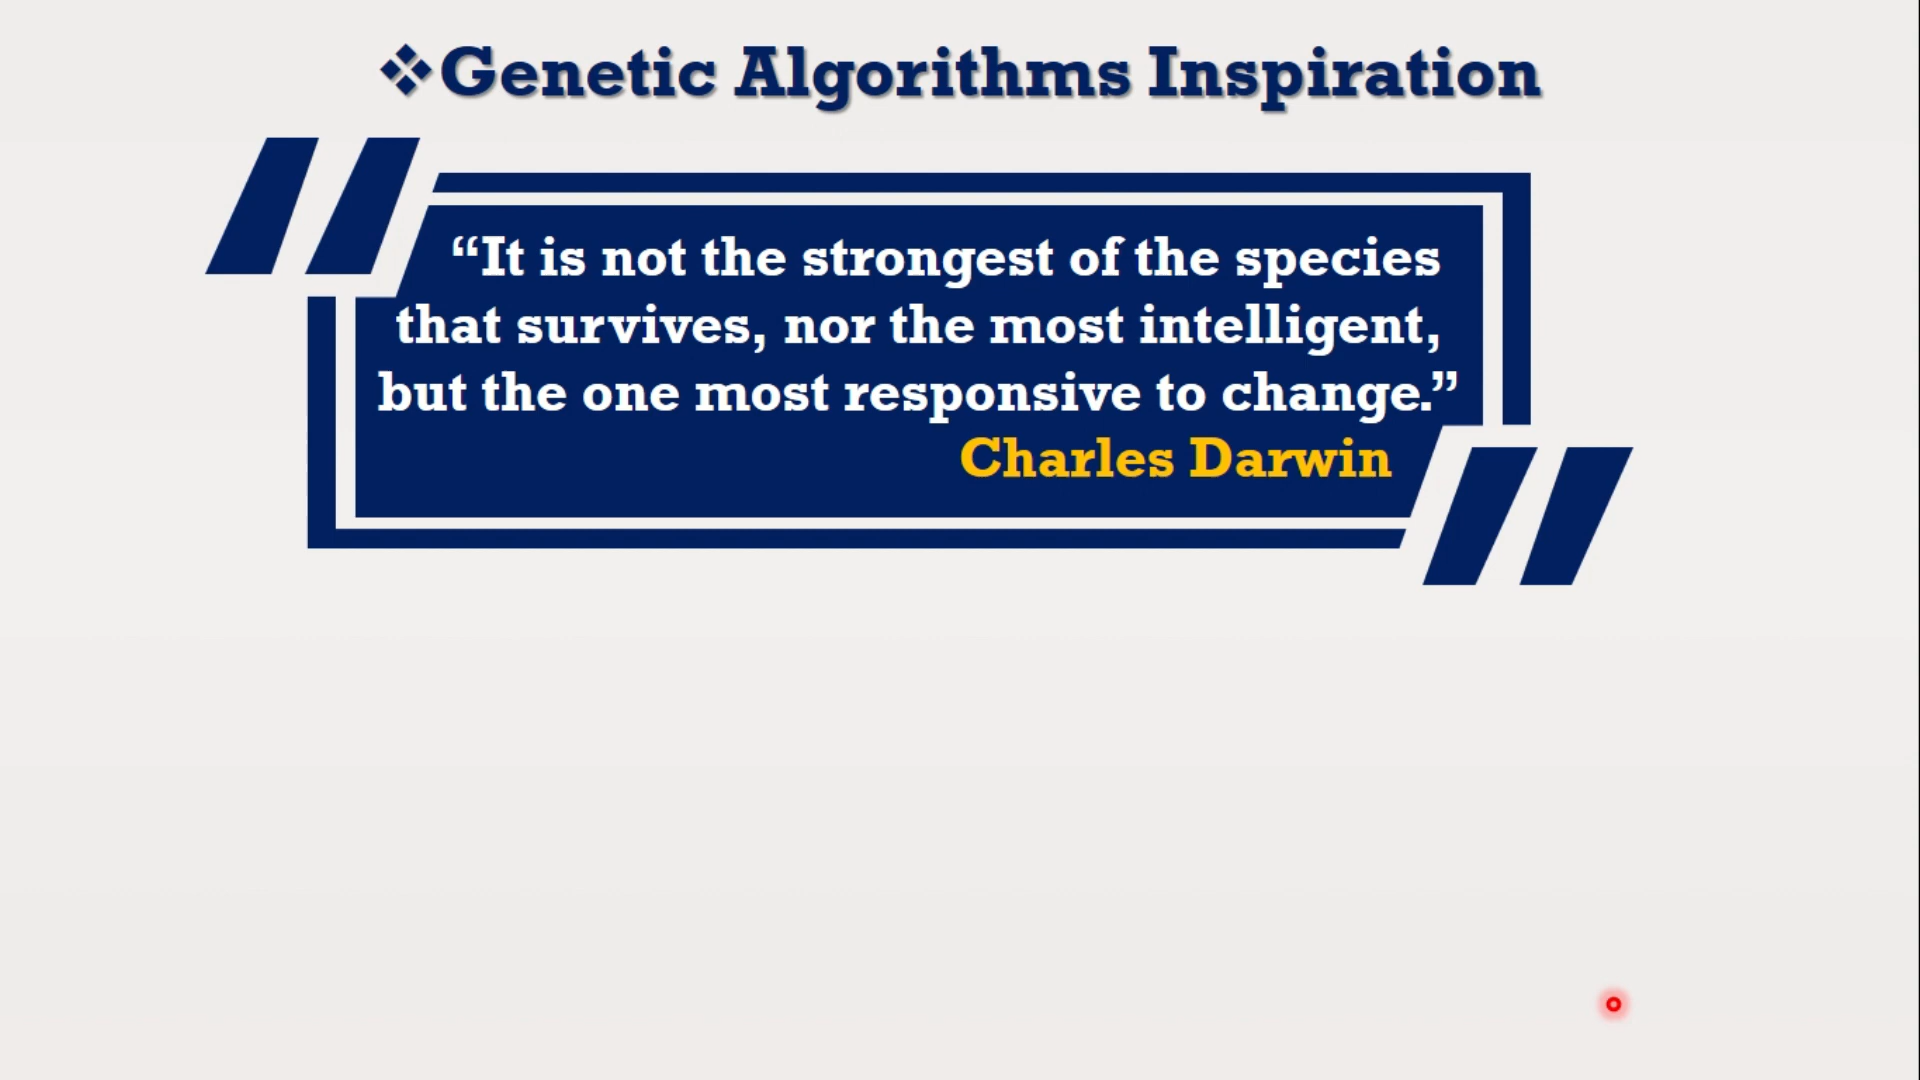 ❖Genetic Algorithms Inspiration
“It is not the strongest of the species
that survives, nor the most intelligent,
but the one most responsive to change.”
Charles Darwin